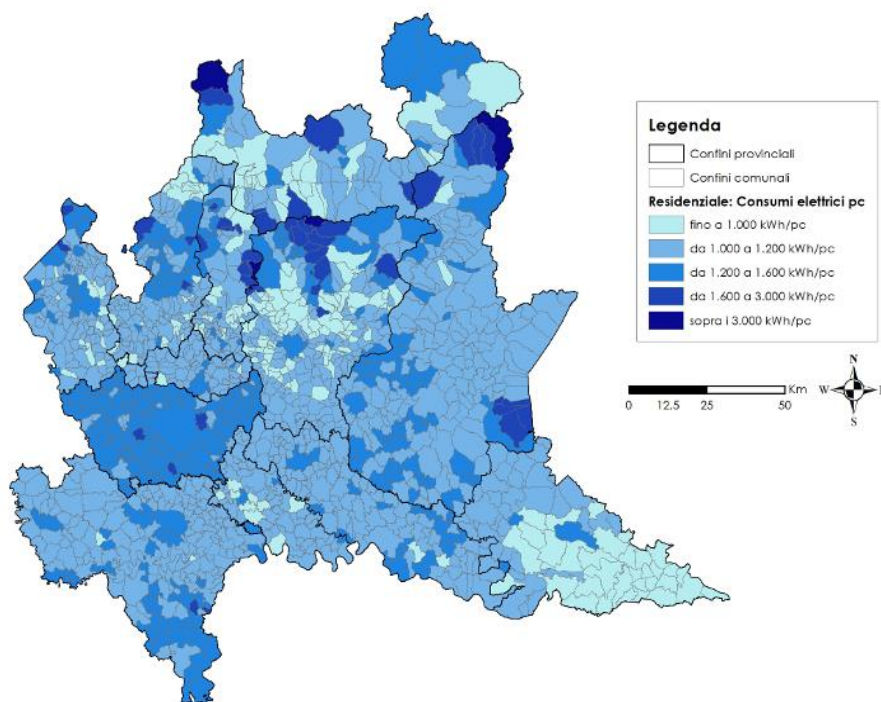 Legenda
Confini provinciali
Confini comunali
Residenziale: Consumi elettrici pc
fino a 1.000 kWh/pc
da 1.000 a 1.200 kWh/pc
da 1.200 a 1.600 kWh/pc
da 1.600 a 3.000 kWh/pc
sopra i 3.000 kWh/pc
Km
0 12.5 25 50
N
W E
S